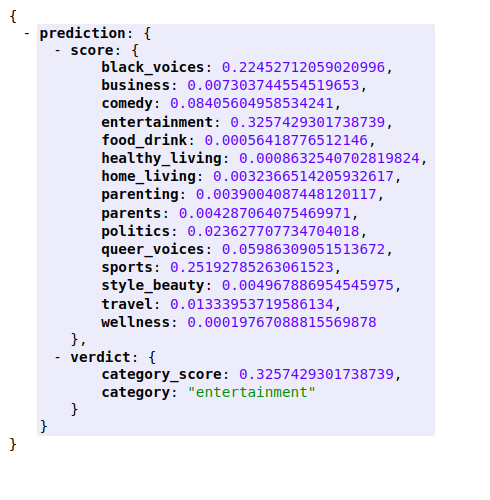 {
- prediction: {
- score: {
black_voices: 0.22452712059020996,
business: 0.007303744554519653,
comedy: 0.08405604958534241,
entertainment: 0.3257429301738739,
food_drink: 0.00056418776512146,
healthy_living: 0.0008632540702819824,
home_living: 0.0032366514205932617,
parenting: 0.0039004087448120117,
parents: 0.004287064075469971,
politics: 0.023627707734704018,
queer_voices: 0.05986309051513672,
sports: 0.25192785263061523,
style_beauty: 0.004967886954545975,
travel: 0.01333953719586134,
wellness: 0.00019767088815569878
},
- verdict: {
category_score: 0.3257429301738739,
category: "entertainment"
}
}
}